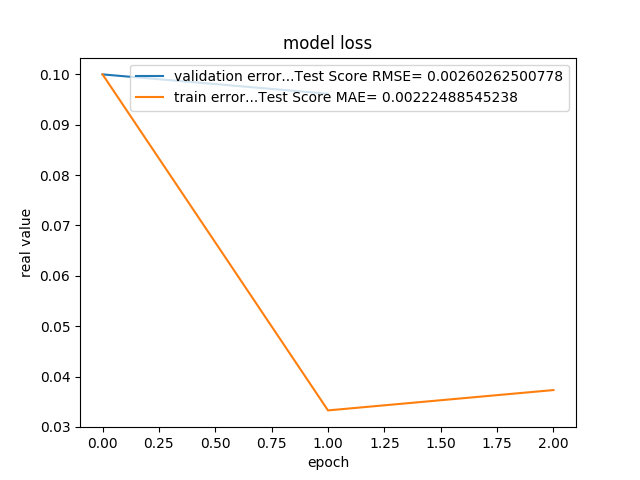 model loss
validation error...Test Score RMSE= 0.00260262500778
train error...Test Score MAE= 0.00222488545238
0.10
0.09
0.08
0.07
0.06
0.05
0.04
0.03
real value
0.00 0.25 0.50 0.75 1.00 1.25 1.50 1.75 2.00
epoch